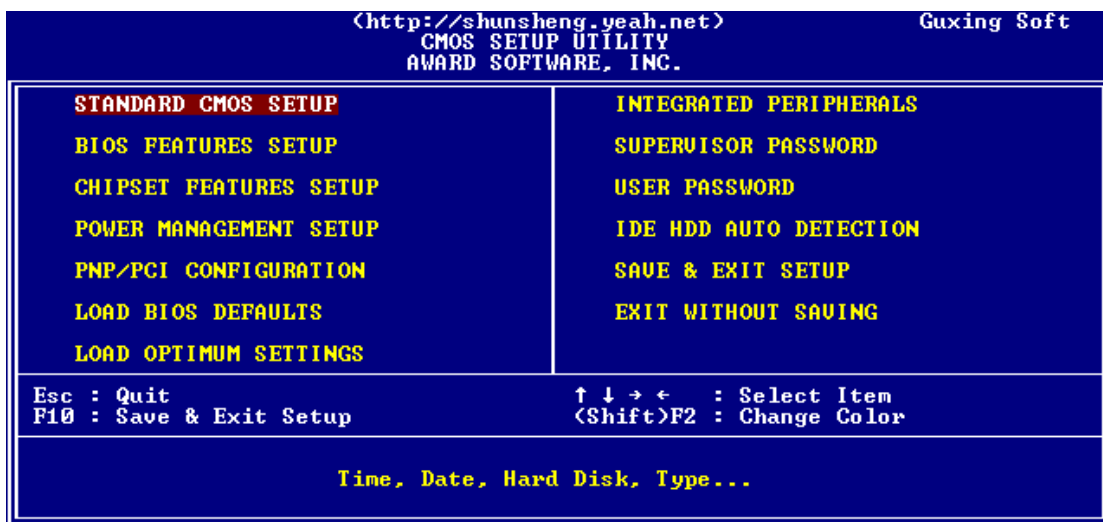 (http://shunsheng.yeah.net) Guxing Soft
CMOS SETUP UTILITY
AWARD SOFTWARE, INC.
STANDARD CMOS SETUP
BIOS FEATURES SETUP
CHIPSET FEATURES SETUP
POWER MANAGEMENT SETUP
PNP/PCI CONFIGURATION
LOAD BIOS DEFAULTS
LOAD OPTIMUM SETTINGS
INTEGRATED PERIPHERALS
SUPERVISOR PASSWORD
USER PASSWORD
IDE HDD AUTO DETECTION
SAVE & EXIT SETUP
EXIT WITHOUT SAVING
Esc : Quit
F10 : Save & Exit Setup
↑ ↓ → ← : Select Item
(Shift)F2 : Change Color
Time, Date, Hard Disk, Type...